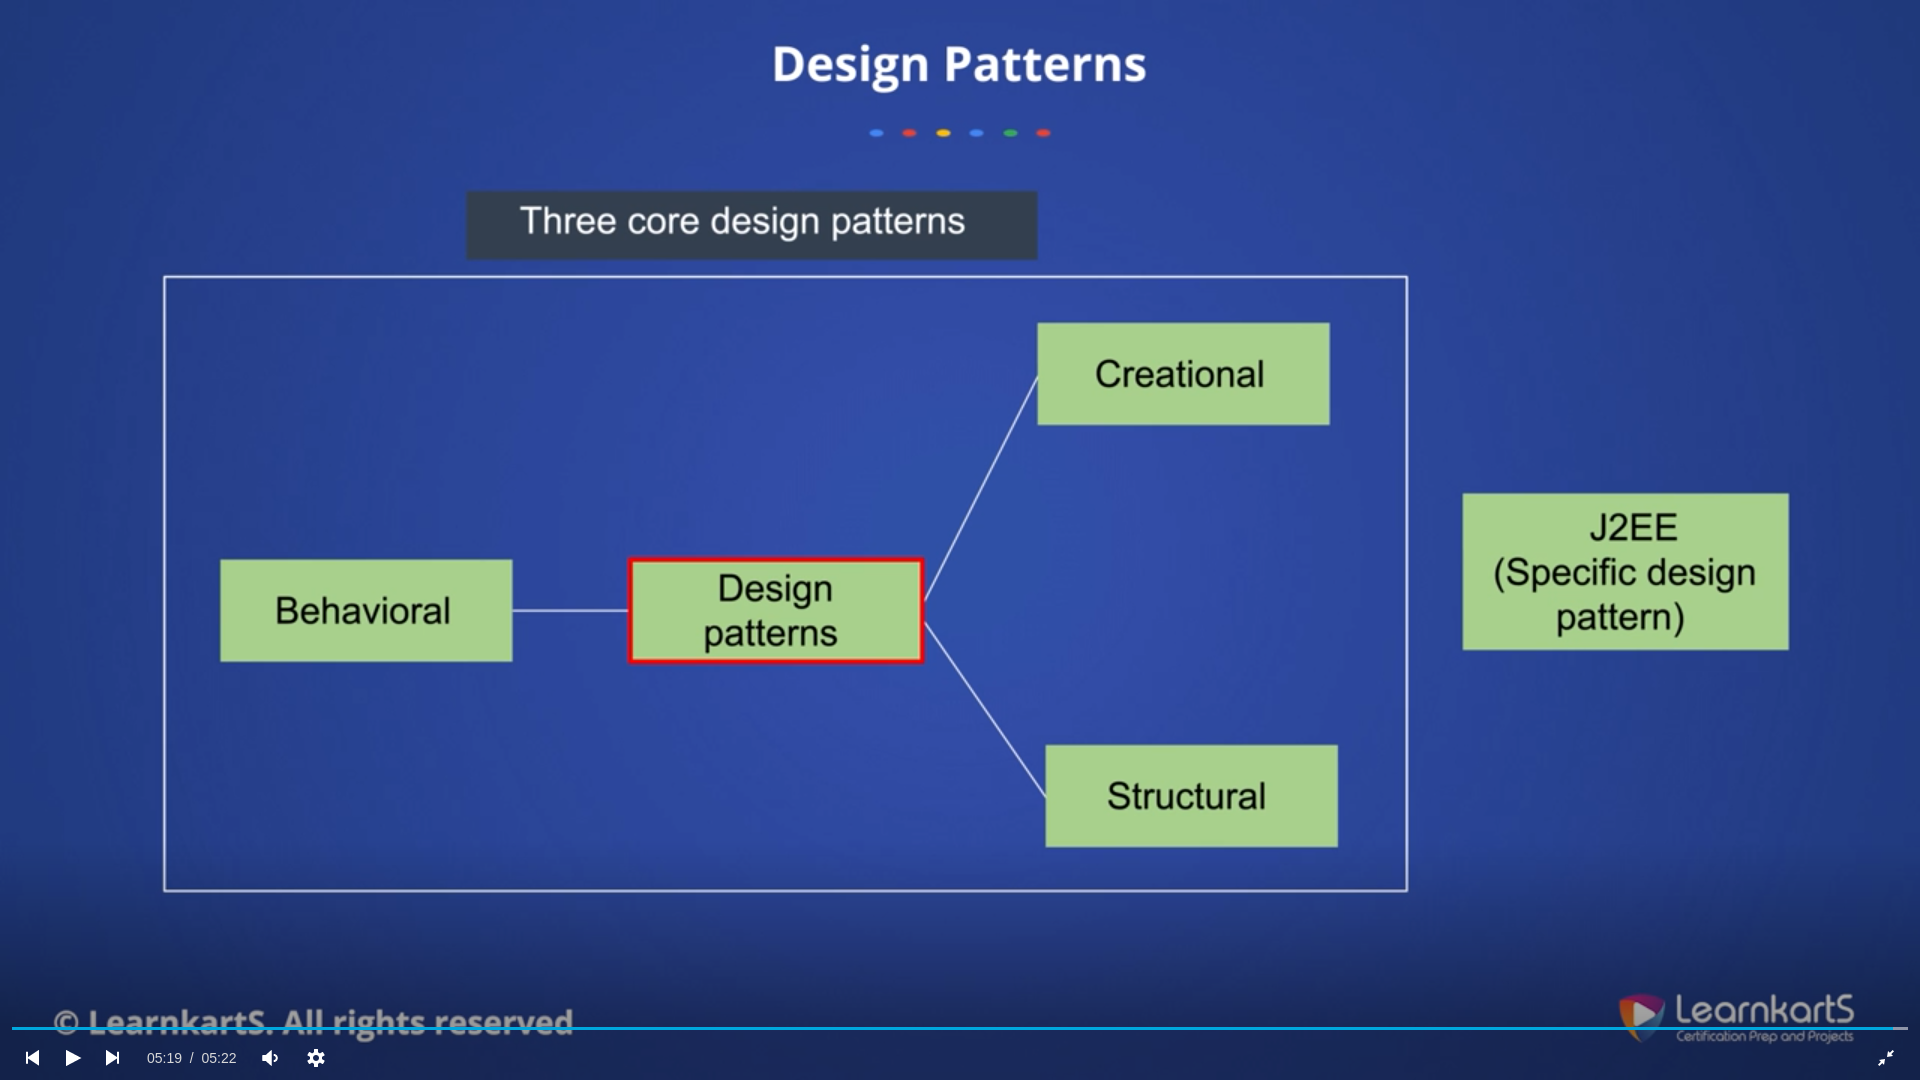 Design Patterns
Three core design patterns
Creational
J2EE
(Specific design
pattern)
Behavioral
Design
patterns
Structural
© LearnkartS. All rights reserved
LearnkartS
Certification Prep and Projects
05:19 / 05:22